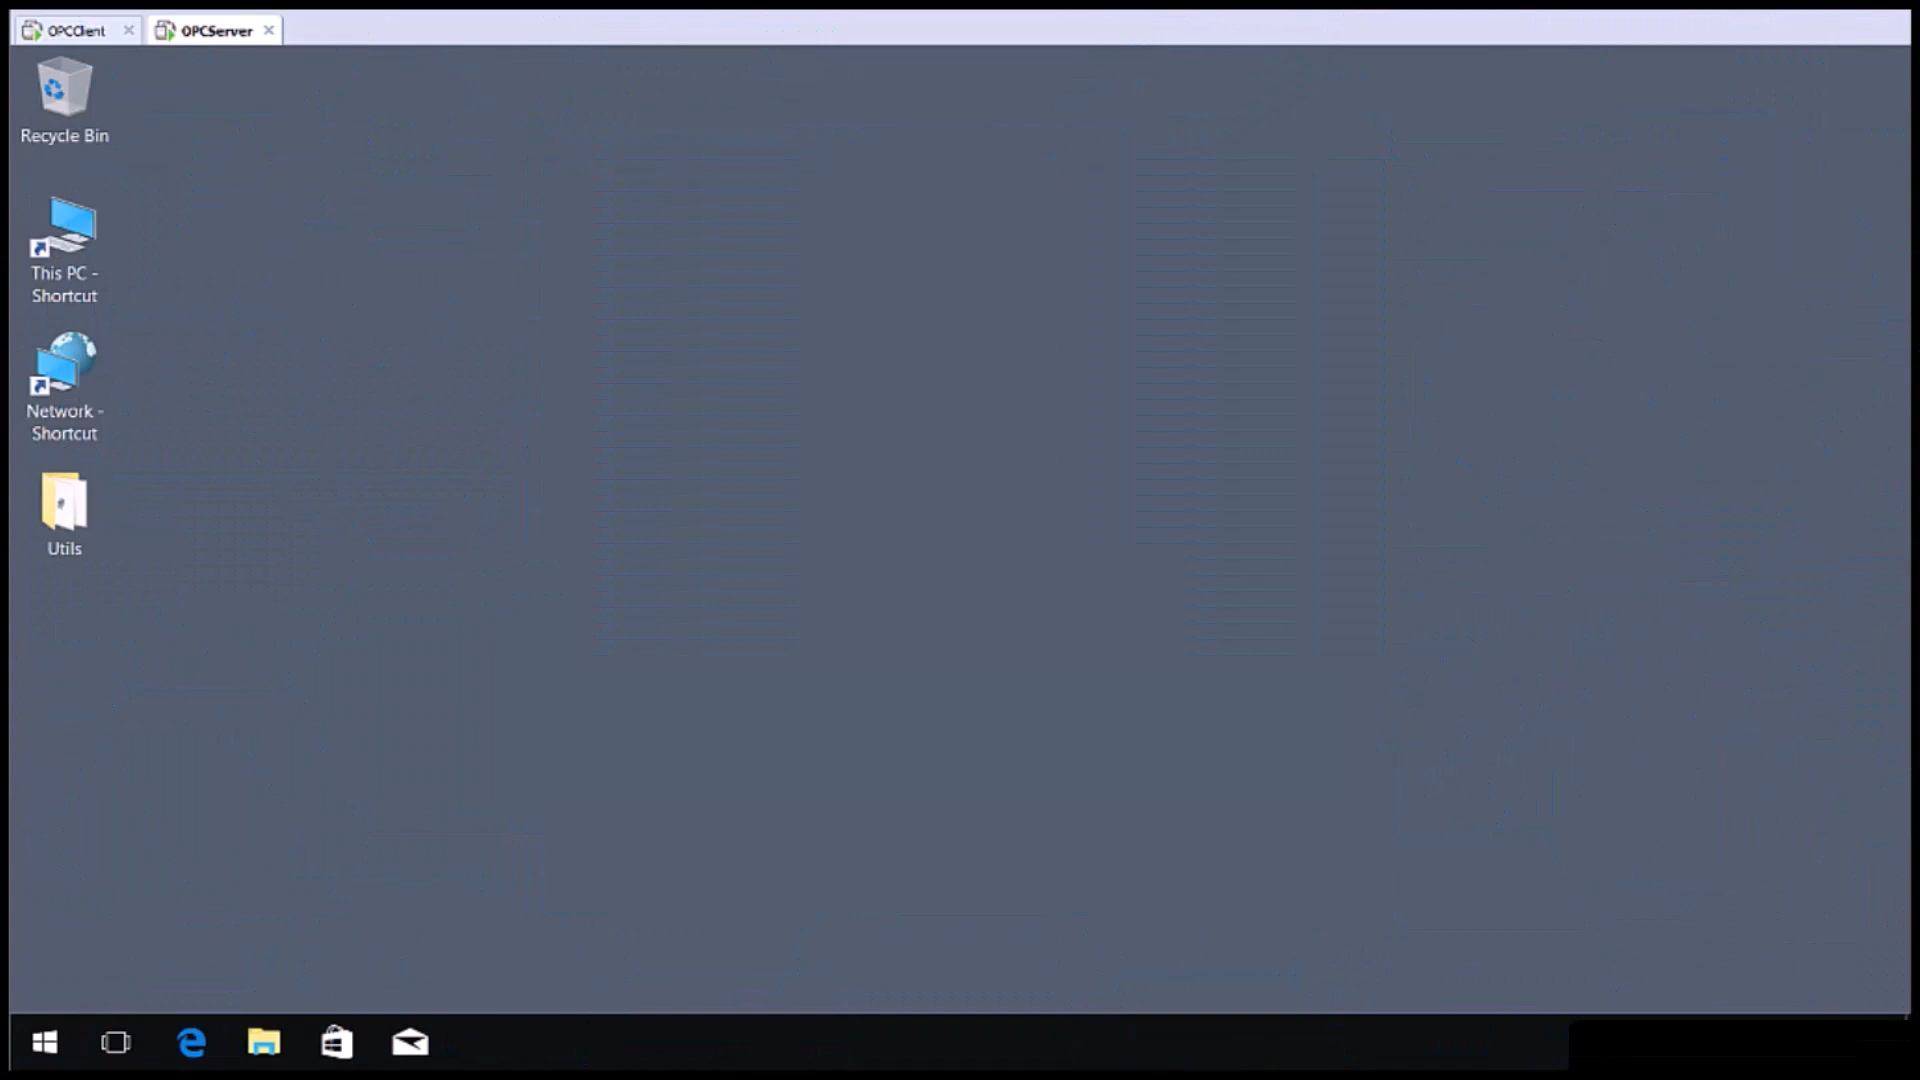 OPCClient
OPCServer
Recycle Bin
This PC -
Shortcut
Network -
Shortcut
Utils